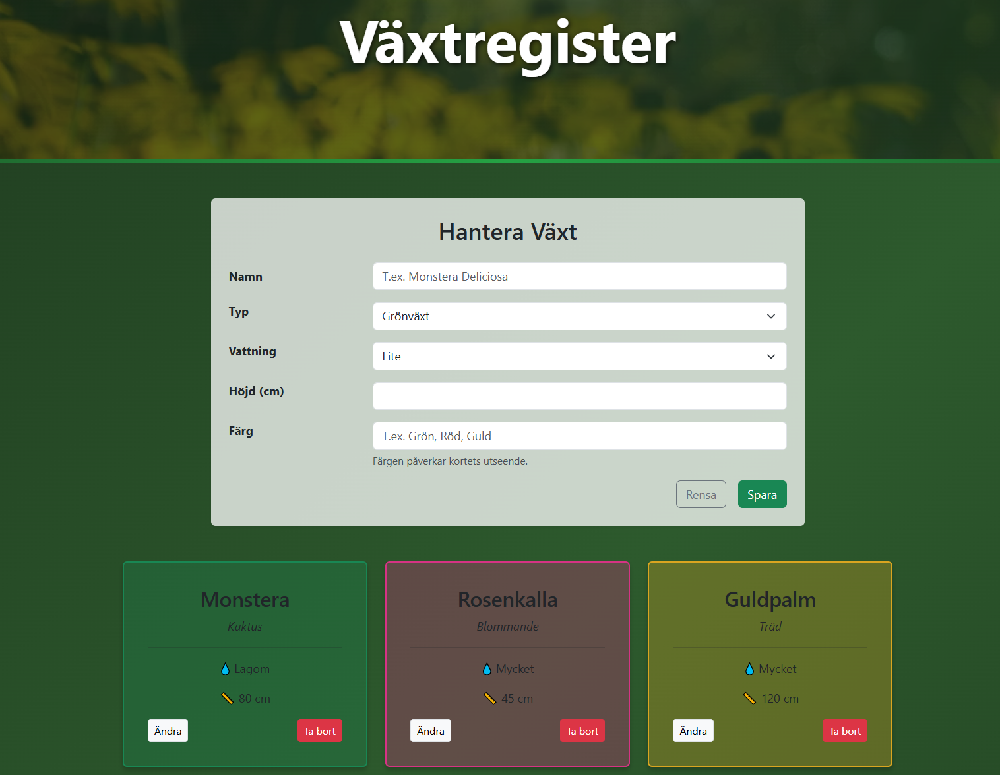 Växtregister
Hantera Växt
Namn
T.ex. Monstera Deliciosa
Typ
Grönväxt
Vattning
Lite
Höjd (cm)
Färg
T.ex. Grön, Röd, Guld
Färgen påverkar kortets utseende.
Rensa
Spara
Monstera
Kaktus
Lagom
80 cm
Ändra
Ta bort
Rosenkalla
Blommande
Mycket
45 cm
Ändra
Ta bort
Guldpalm
Träd
Mycket
120 cm
Ändra
Ta bort